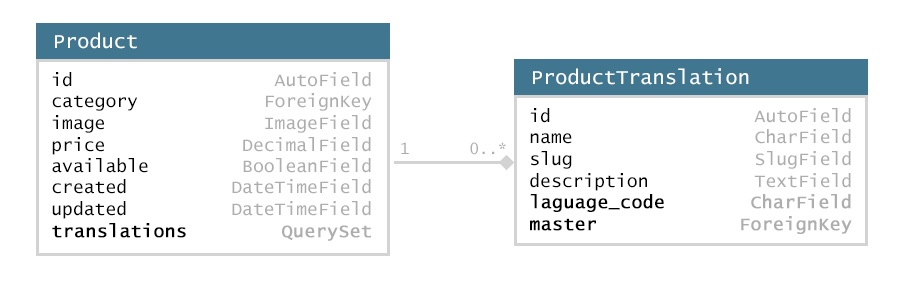 Product
id AutoField
category ForeignKey
image ImageField
price DecimalField
available BooleanField
created DateTimeField
updated DateTimeField
translations QuerySet
1 0..*
ProductTranslation
id AutoField
name CharField
slug SlugField
description TextField
laguage_code CharField
master ForeignKey